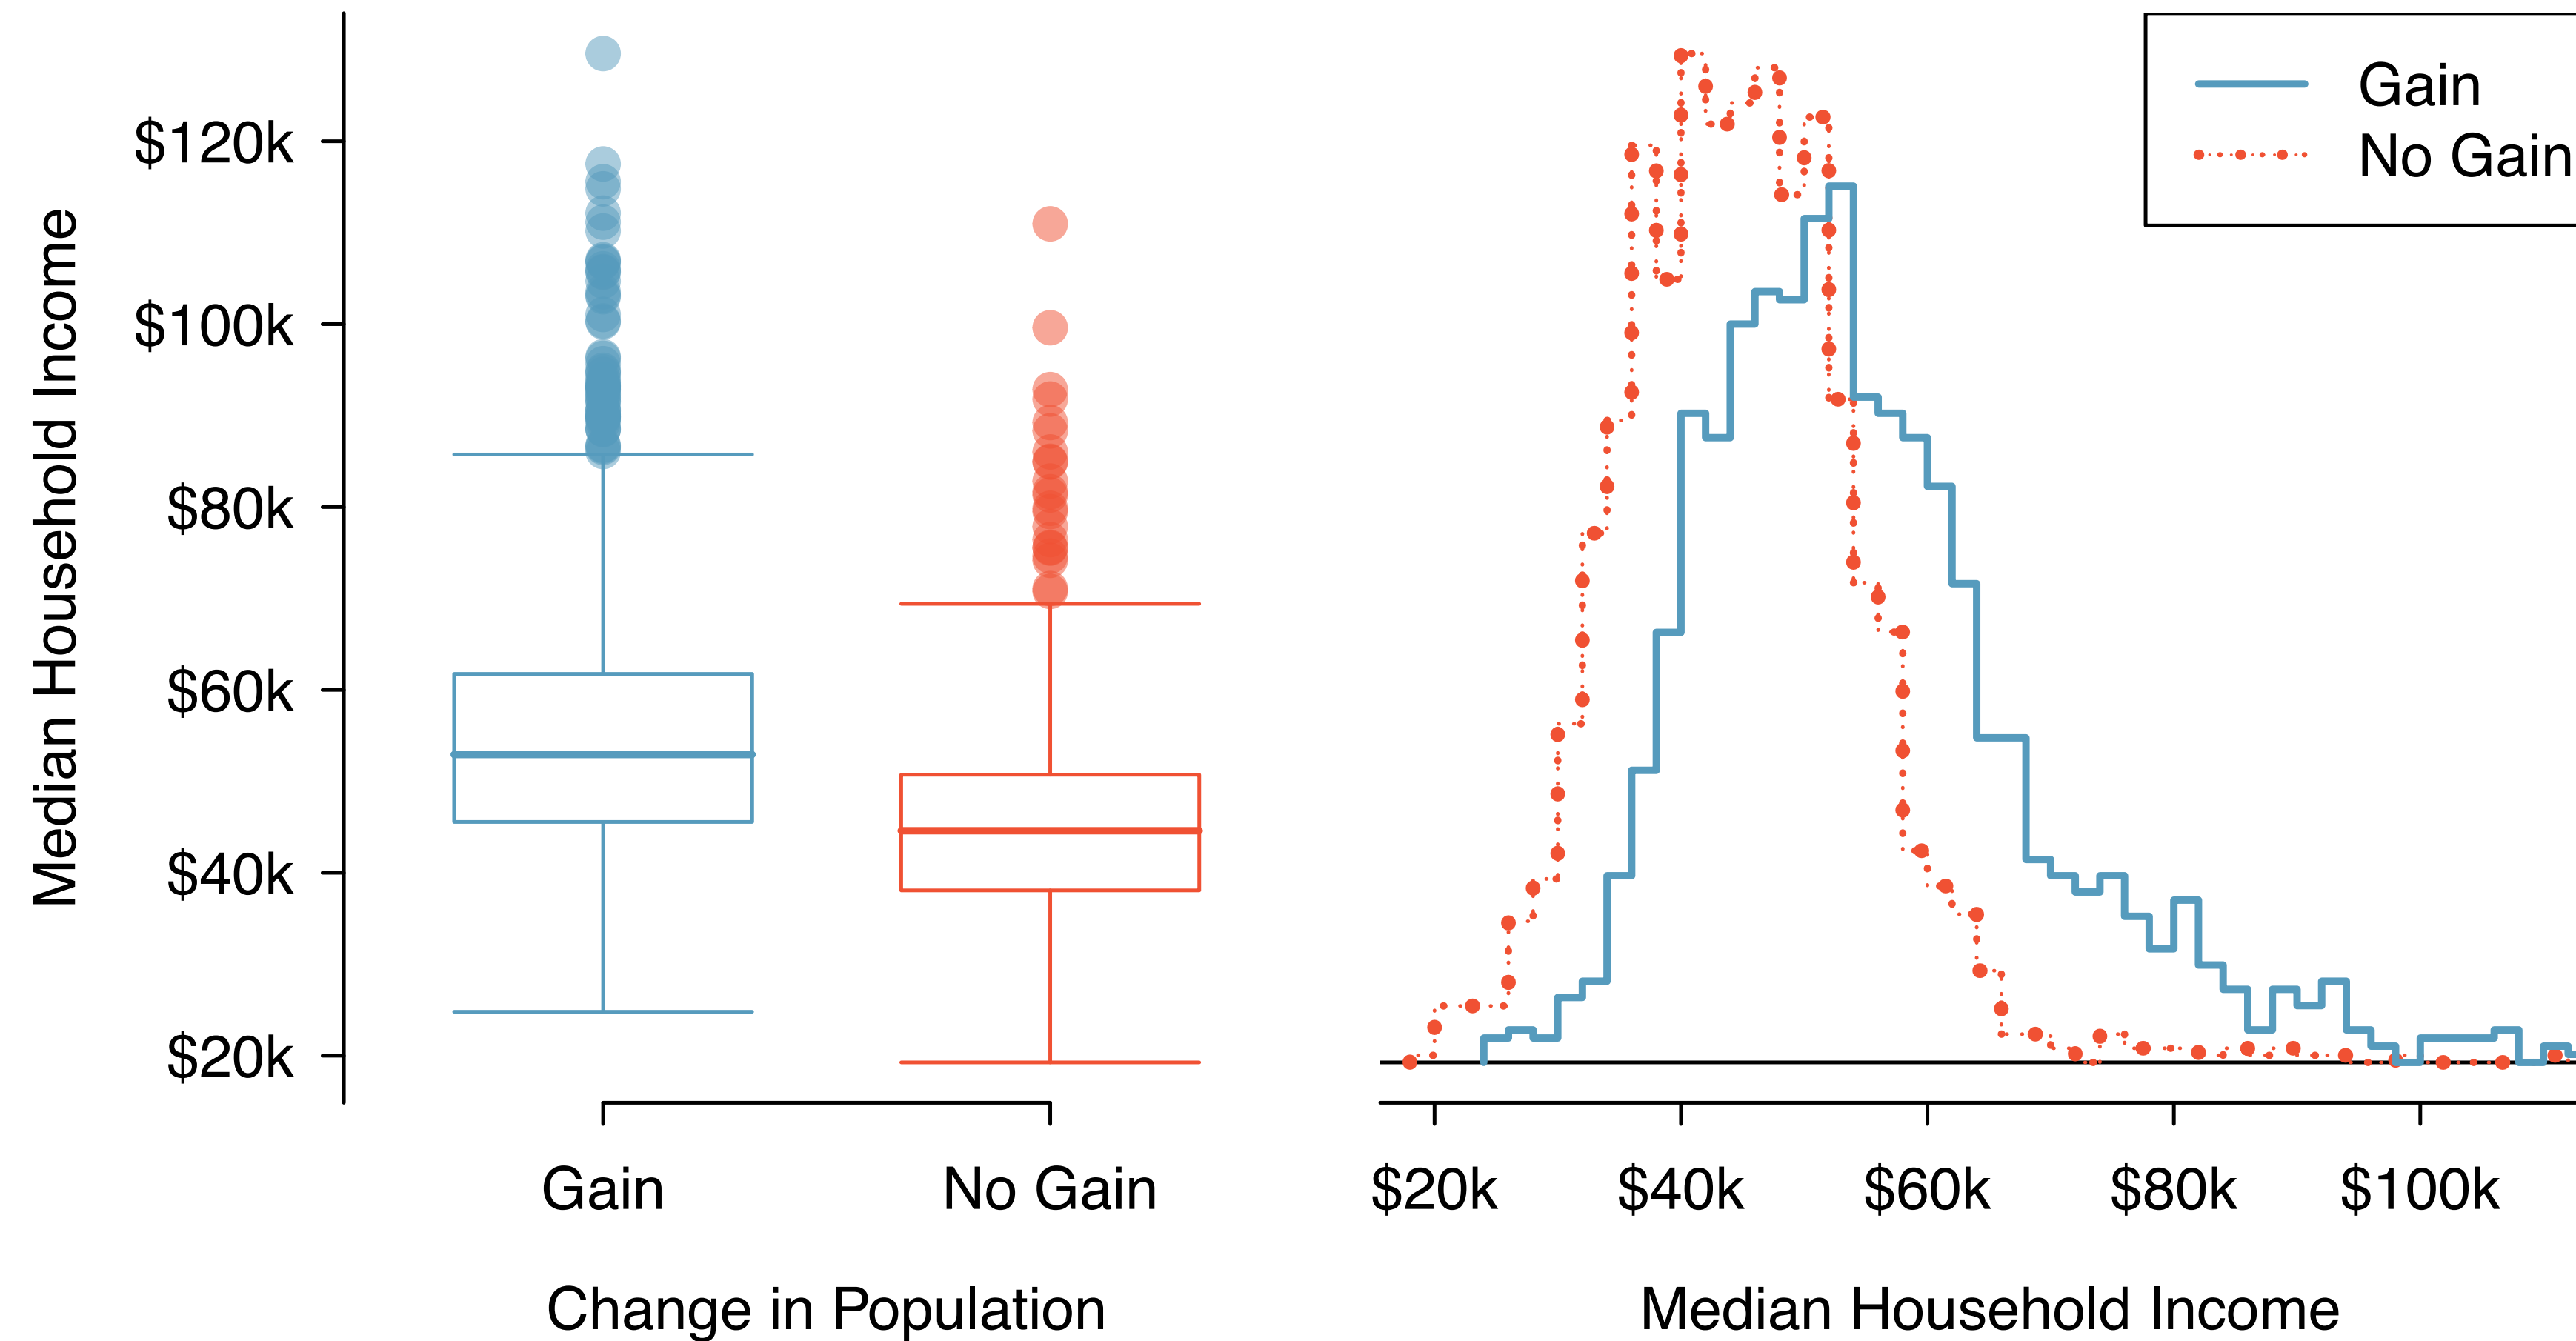 Median Household Income
$120k
$100k
$80k
$60k
$40k
$20k
Gain
No Gain
Change in Population
Gain
No Gain
$20k
$40k
$60k
$80k
$100k
Median Household Income